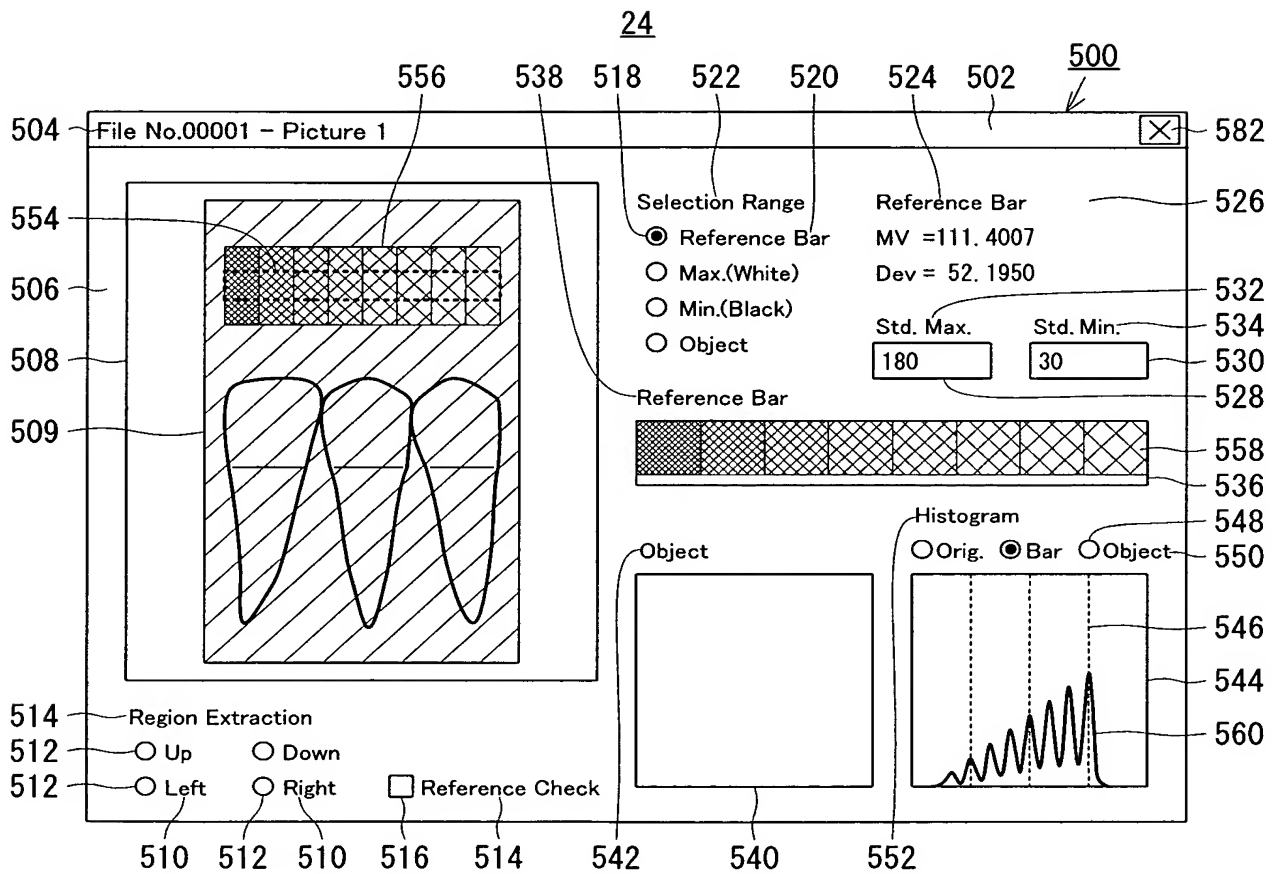 24
556 538 518 522 520 524 502 500
504 File No.00001 - Picture 1 582
554 Selection Range Reference Bar 526
Reference Bar MV =111.4007
506 Max.(White) Dev = 52.1950
532
Min.(Black) Std. Max. Std. Min. 534
508 Object 180 30 530
Reference Bar 528
509
558
536
Histogram 548
Object Orig. Bar Object 550
546
544
514 Region Extraction
512 Up Down 560
512 Left Right Reference Check
510 512 510 516 514 542 540 552